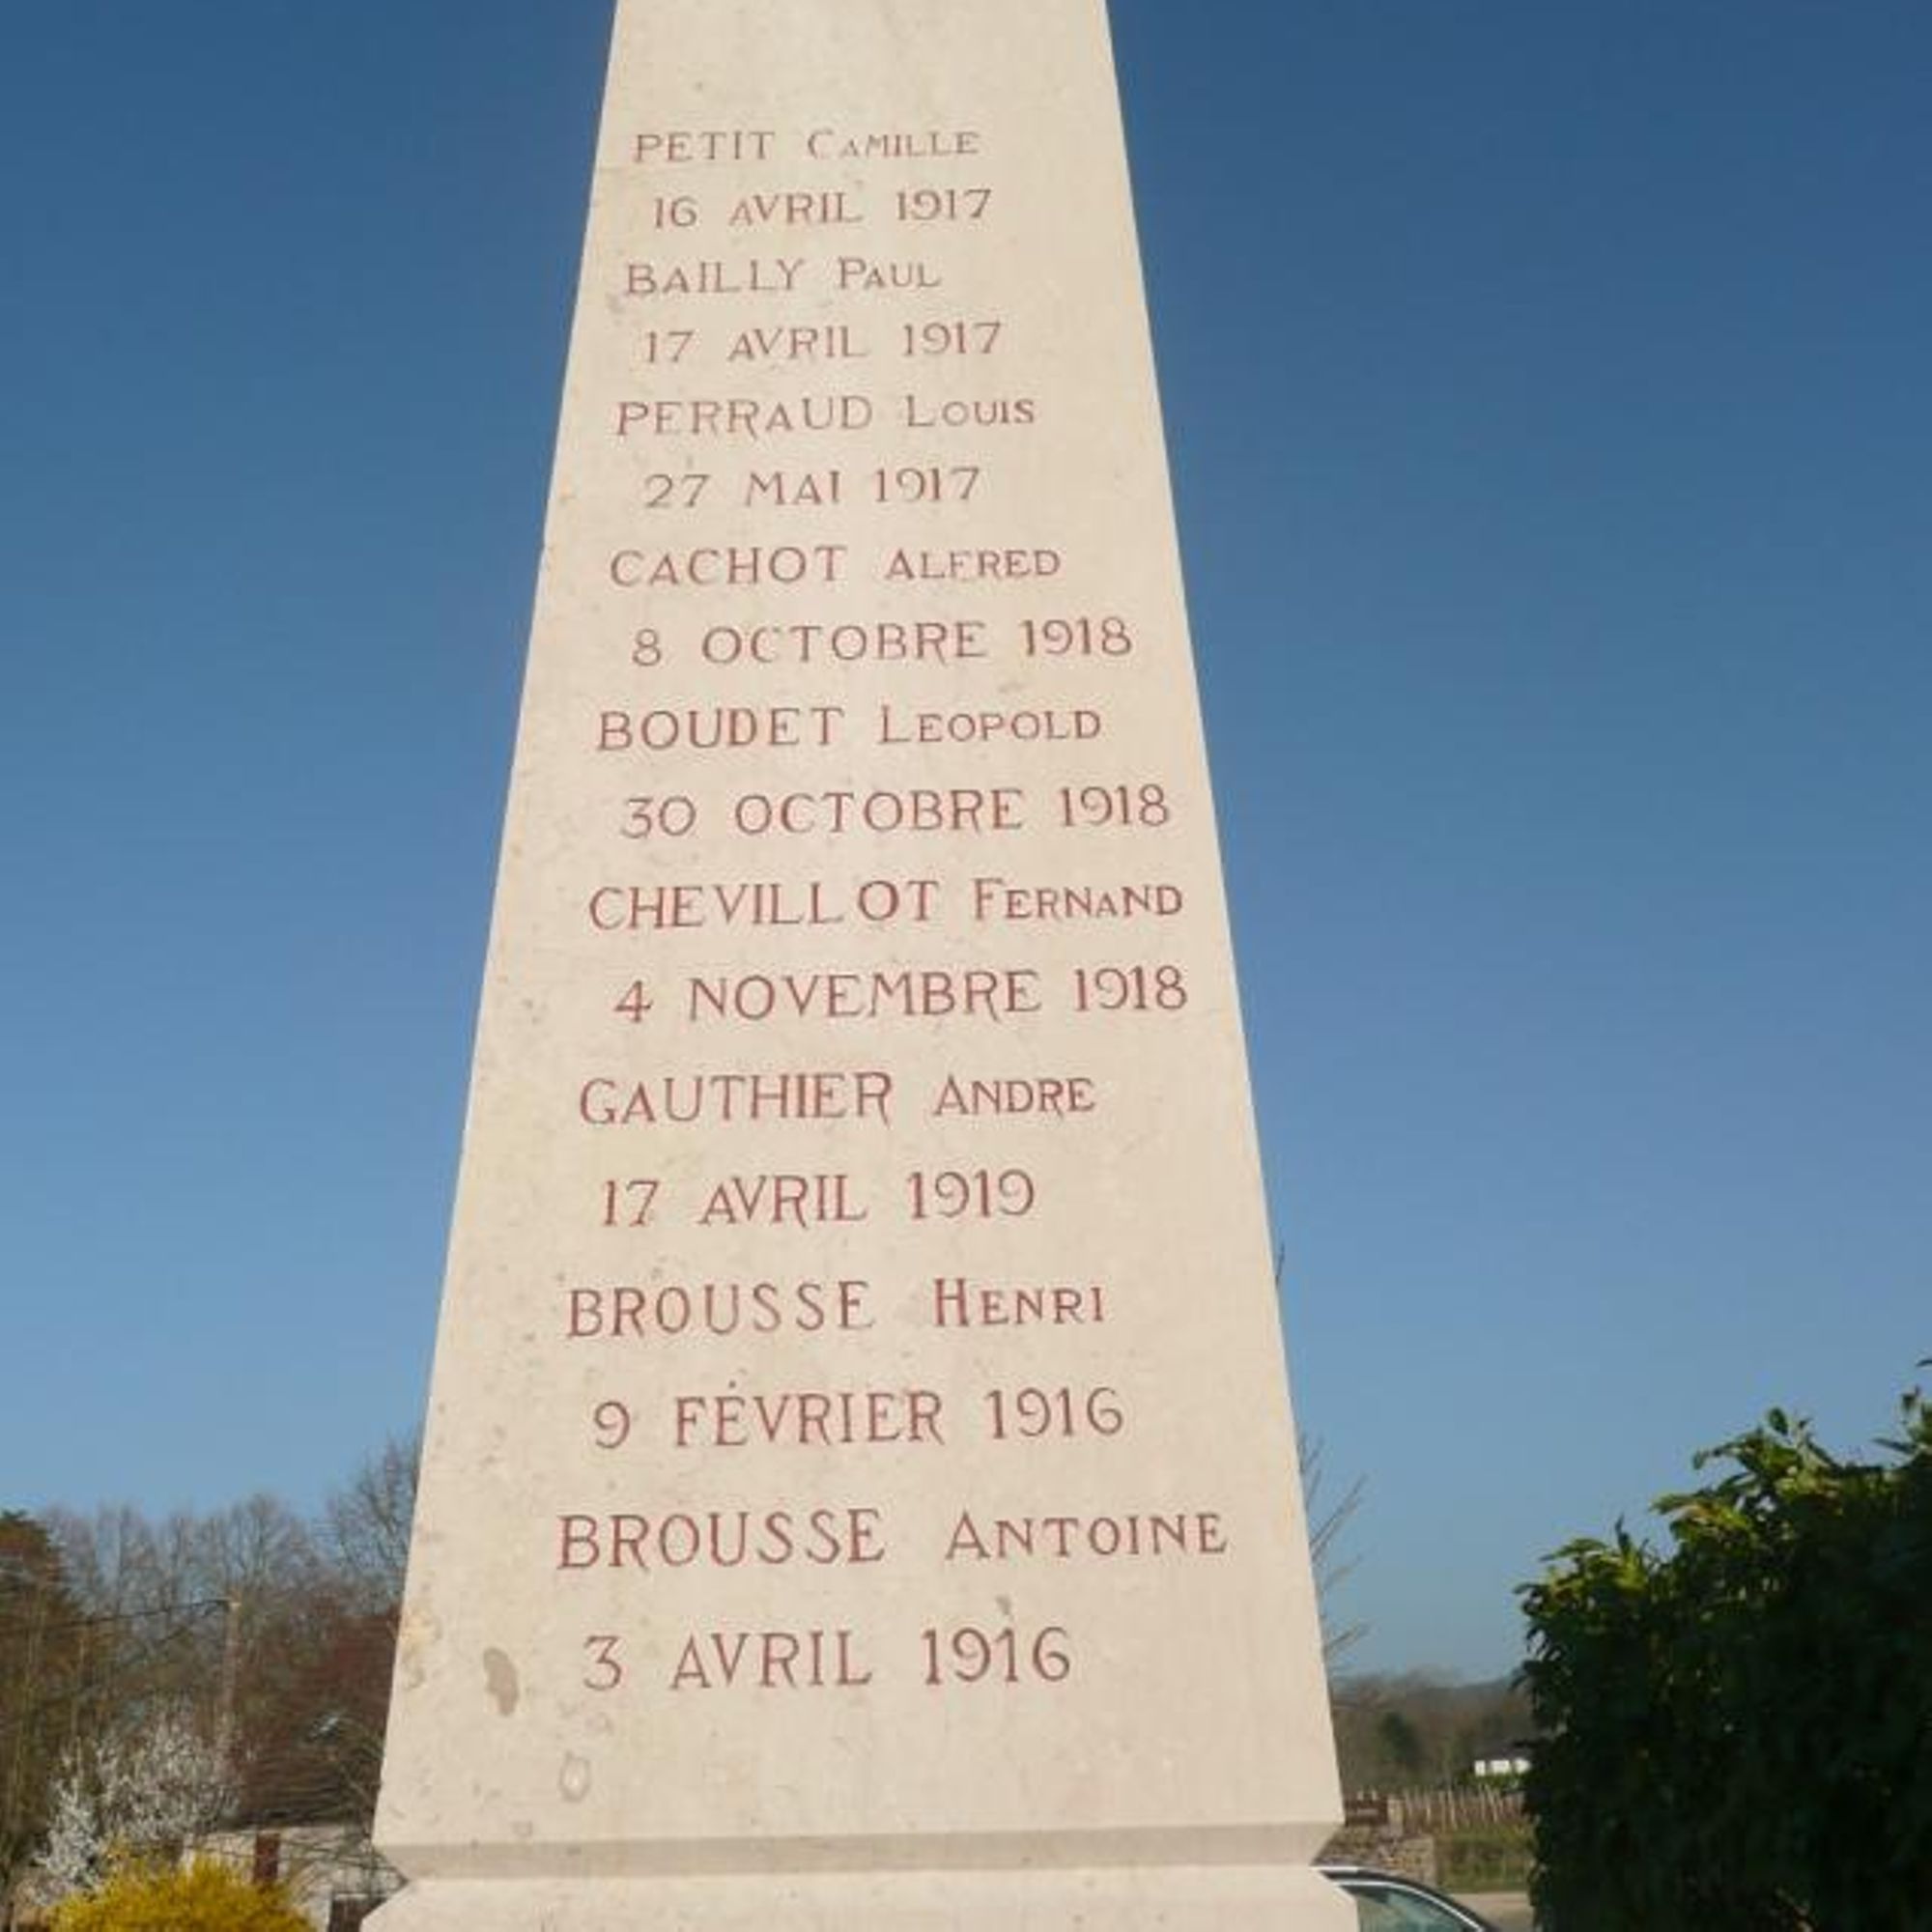 PETIT CAMILLE
16 AVRIL 1917
BAILLY PAUL
17 AVRIL 1917
PERRAUD LOUIS
27 MAI 1917
CACHOT ALFRED
8 OCTOBRE 1918
BOUDET LEOPOLD
30 OCTOBRE 1918
CHEVILLOT FERNAND
4 NOVEMBRE 1918
GAUTHIER ANDRE
17 AVRIL 1919
BROUSSE HENRI
9 FÉVRIER 1916
BROUSSE ANTOINE
3 AVRIL 1916